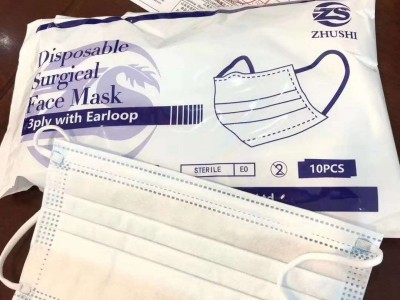 ZS
ZHUSHI
Disposable
Surgical
Face Mask
3ply with Earloop
STERILE EO 2 10PCS